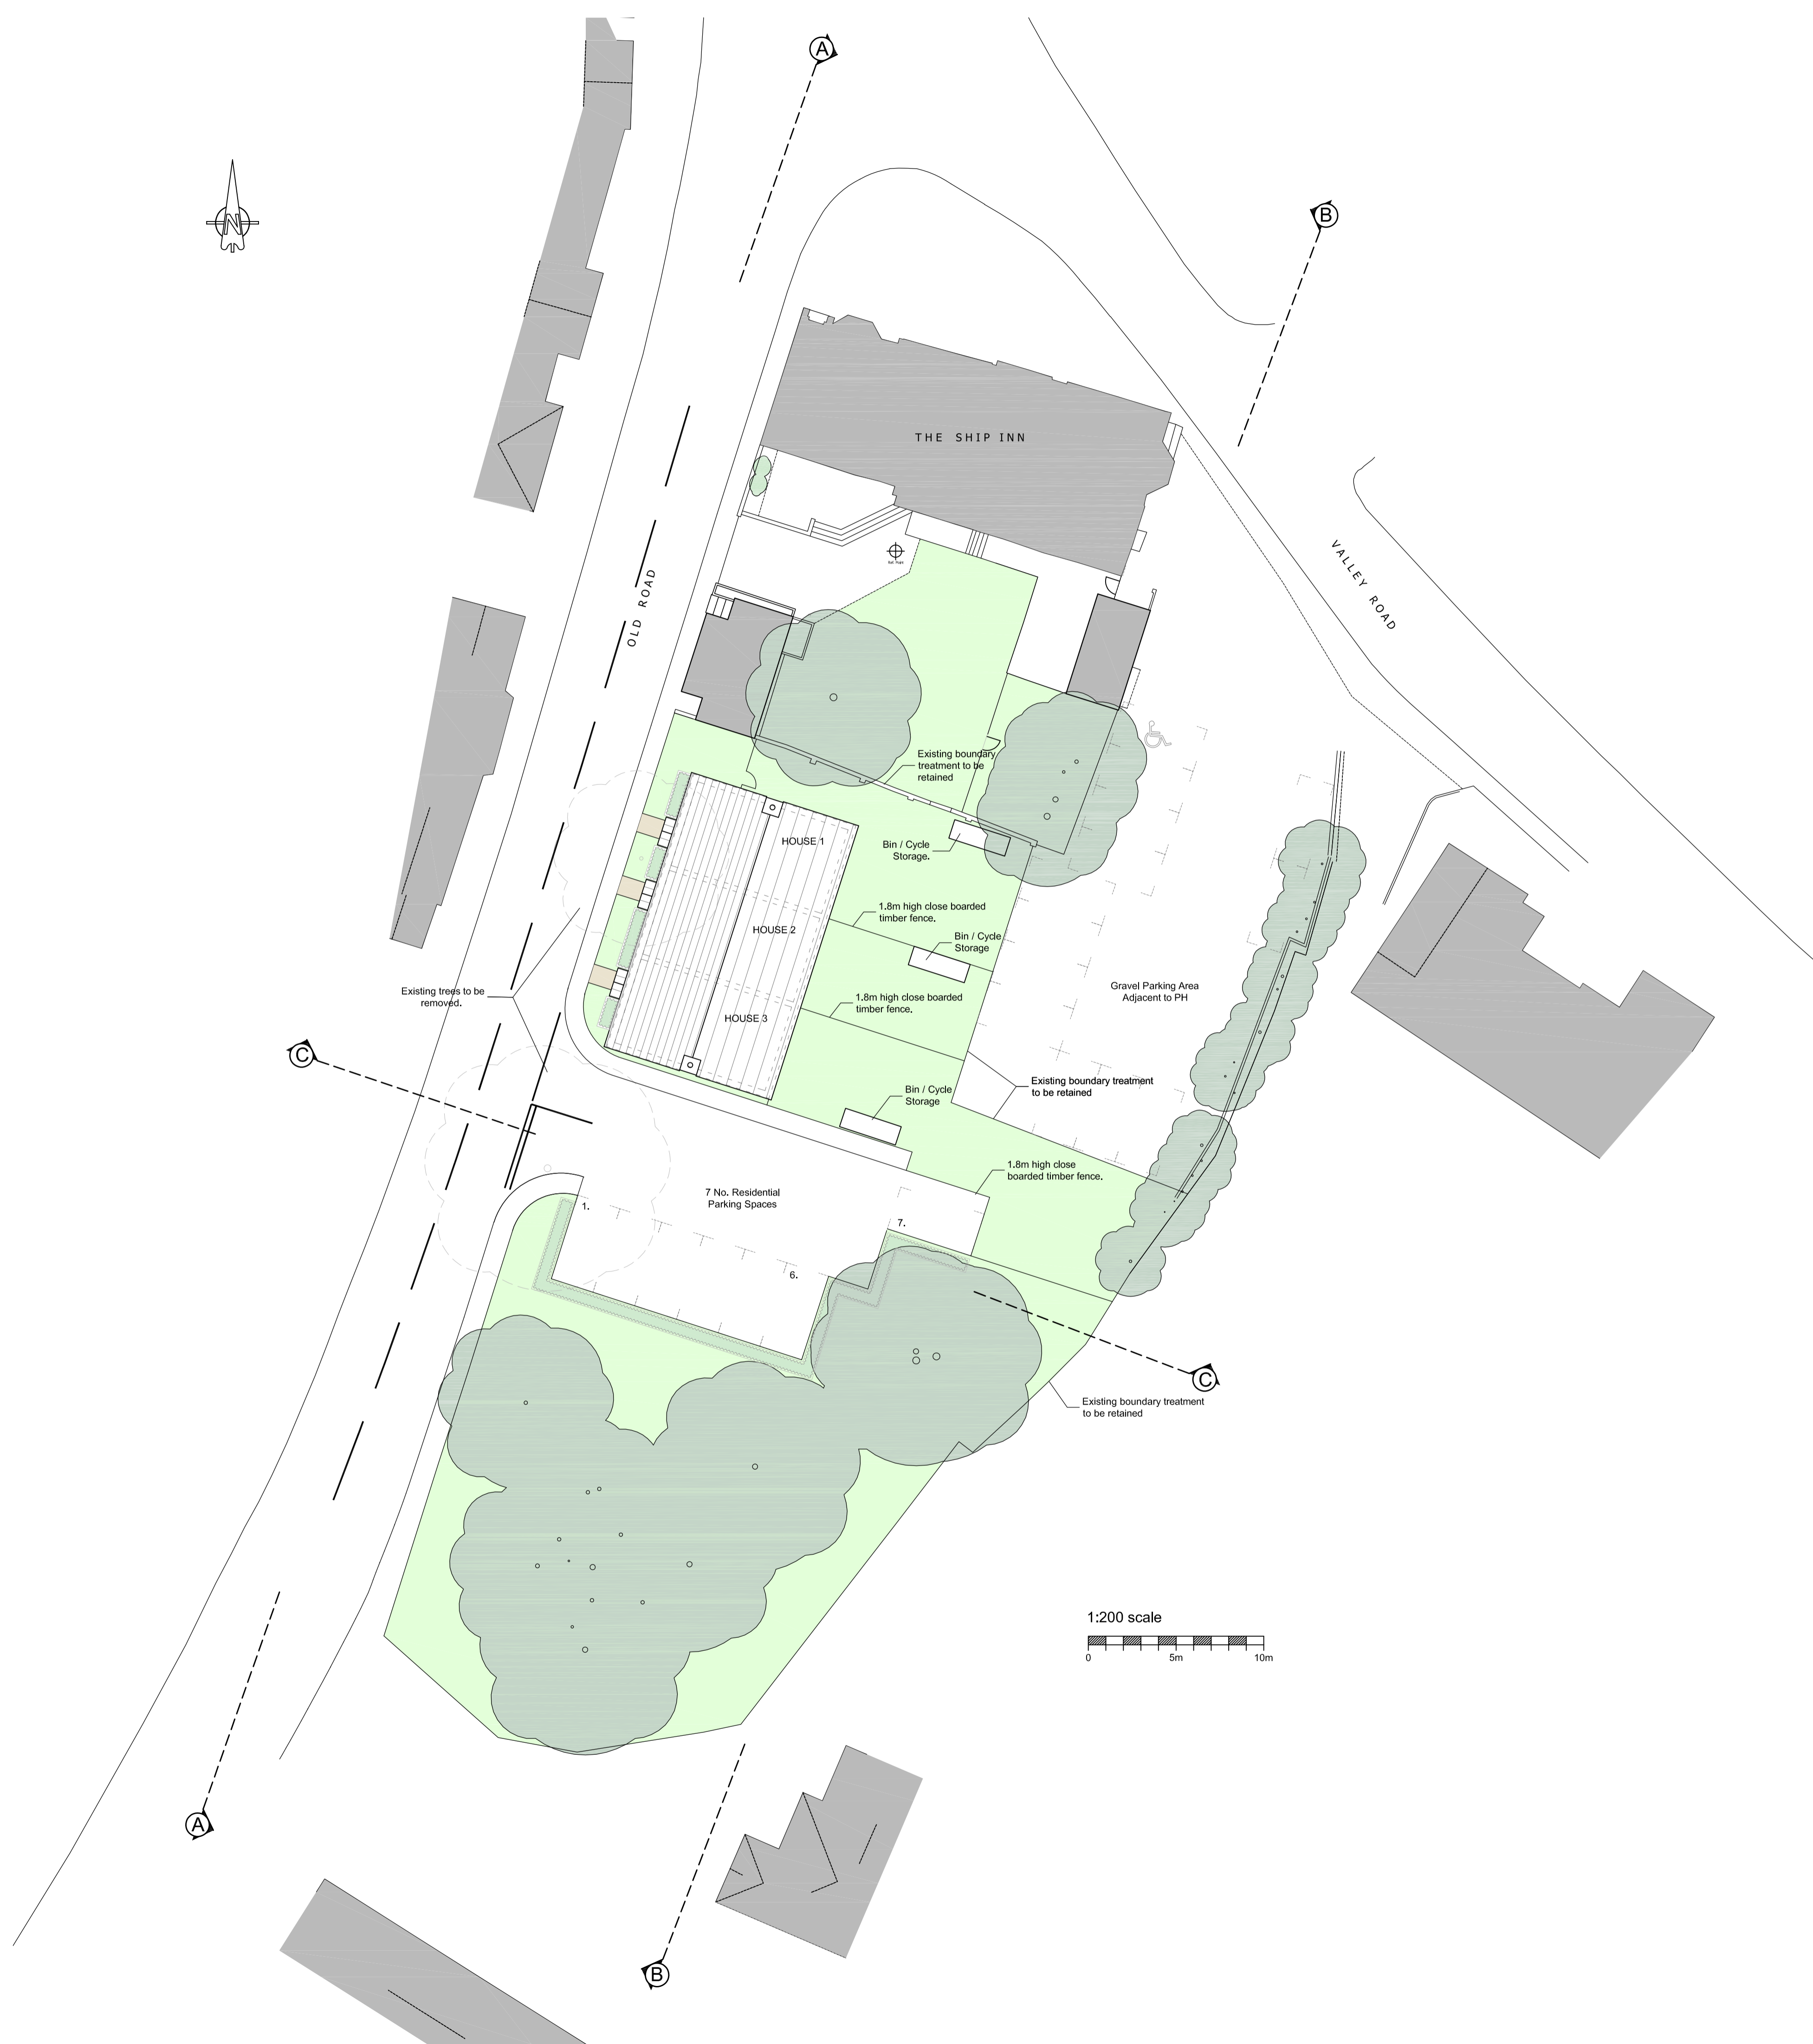 A
B
N
THE SHIP INN
VALLEY ROAD
OLD ROAD
Existing boundary
treatment to be
retained
HOUSE 1
Bin / Cycle
Storage.
1.8m high close boarded
timber fence.
HOUSE 2
Bin / Cycle
Storage
Existing trees to be
removed.
1.8m high close boarded
timber fence.
Gravel Parking Area
Adjacent to PH
HOUSE 3
C
Existing boundary treatment
to be retained
Bin / Cycle
Storage
1.8m high close
boarded timber fence.
7 No. Residential
Parking Spaces
1.
7.
6.
C
Existing boundary treatment
to be retained
1:200 scale
0 5m 10m
A
B